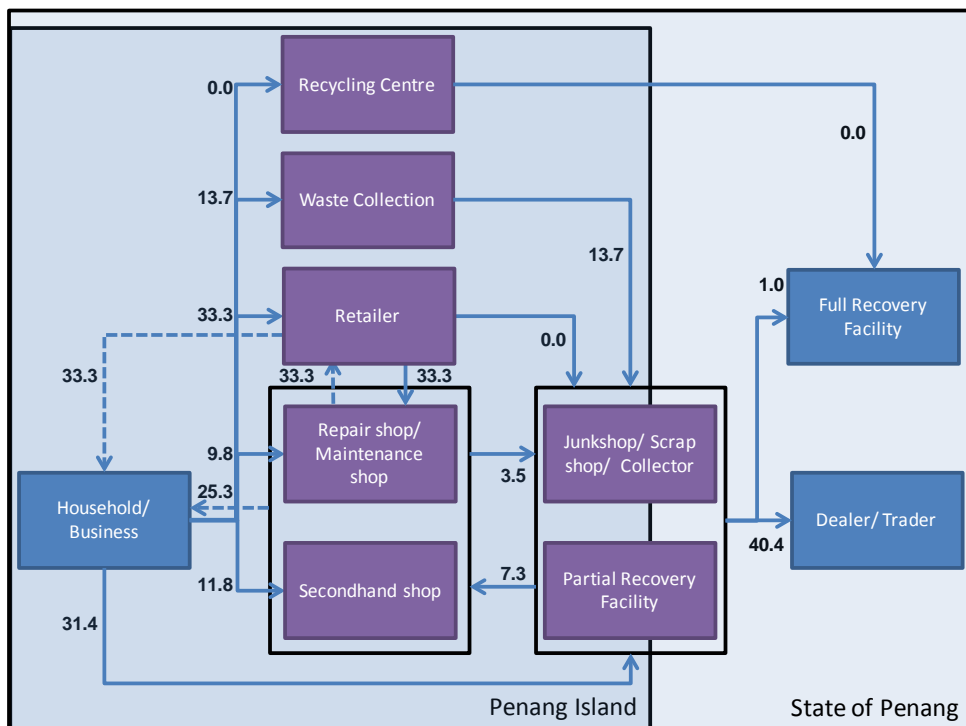 Recycling Centre
0.0
0.0
Waste Collection
13.7
13.7
1.0
Full Recovery
Facility
Retailer
33.3
0.0
33.3
33.3
33.3
Repair shop/
Maintenance
shop
9.8
Junkshop/ Scrap
shop/ Collector
3.5
25.3
Household/
Business
Dealer/ Trader
40.4
11.8
Secondhand shop
7.3
Partial Recovery
Facility
31.4
Penang Island
State of Penang